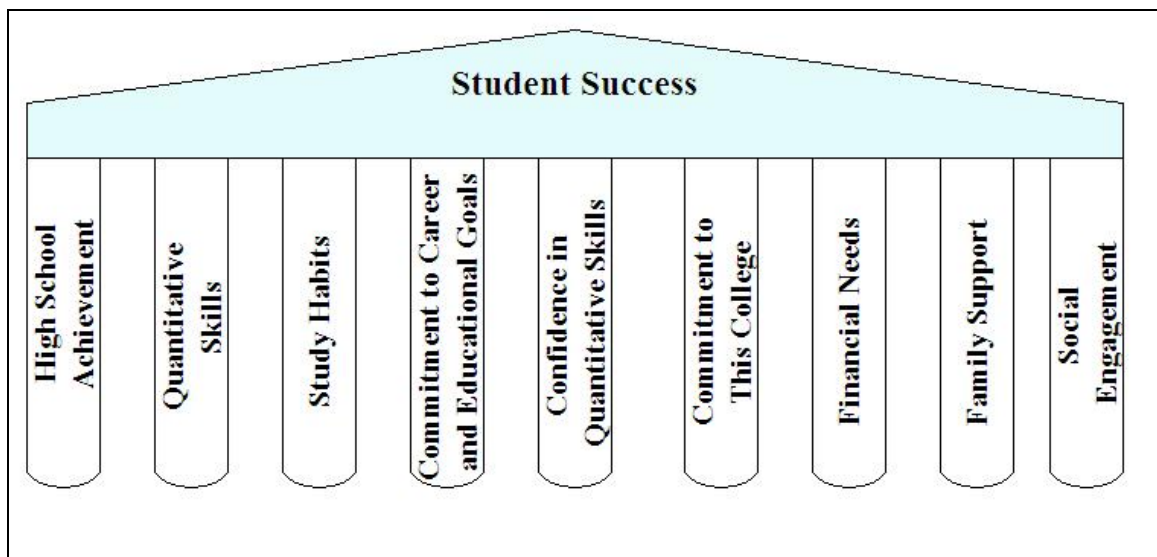 Student Success
High School
Achievement
Quantitative
Skills
Study Habits
Commitment to Career
and Educational Goals
Confidence in
Quantitative Skills
Commitment to
This College
Financial Needs
Family Support
Social
Engagement